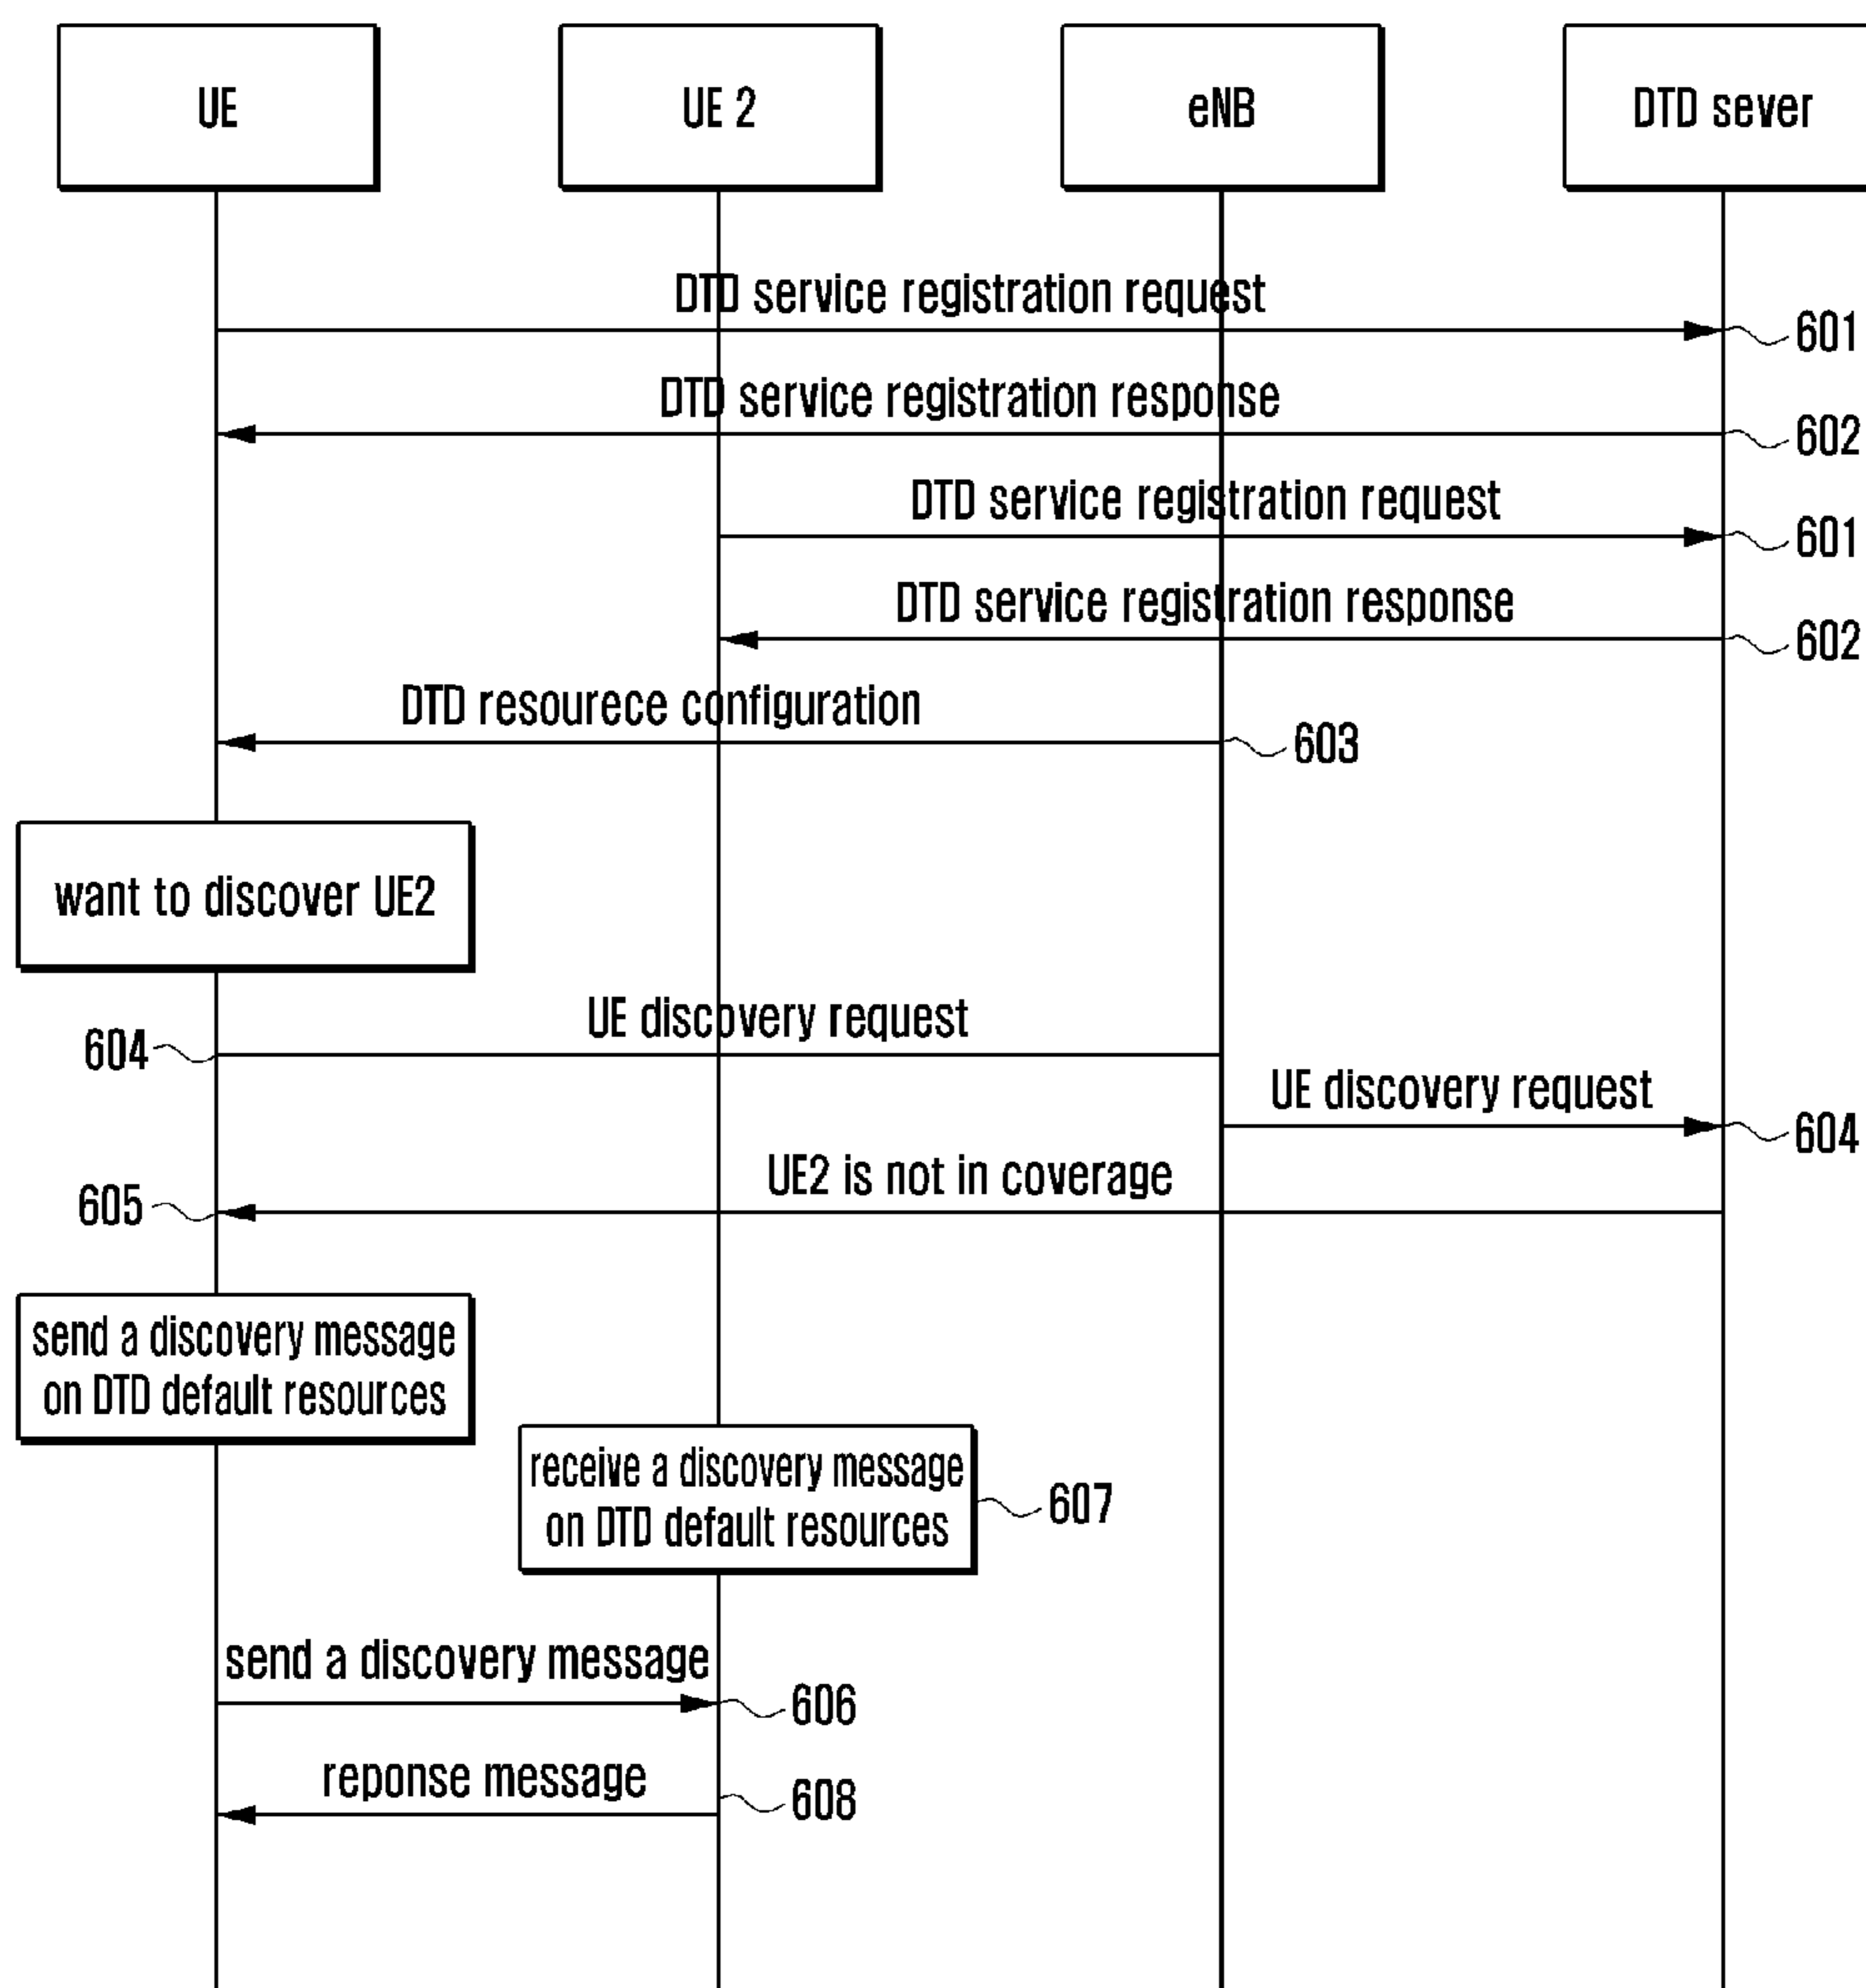 UE
UE 2
eNB
DTD sever
DTD service registration request
601
DTD service registration response
602
DTD service registration request
601
DTD service registration response
602
DTD resourece configuration
603
want to discover UE2
UE discovery request
604
UE discovery request
604
UE2 is not in coverage
605
send a discovery message
on DTD default resources
receive a discovery message
on DTD default resources
607
send a discovery message
606
reponse message
608